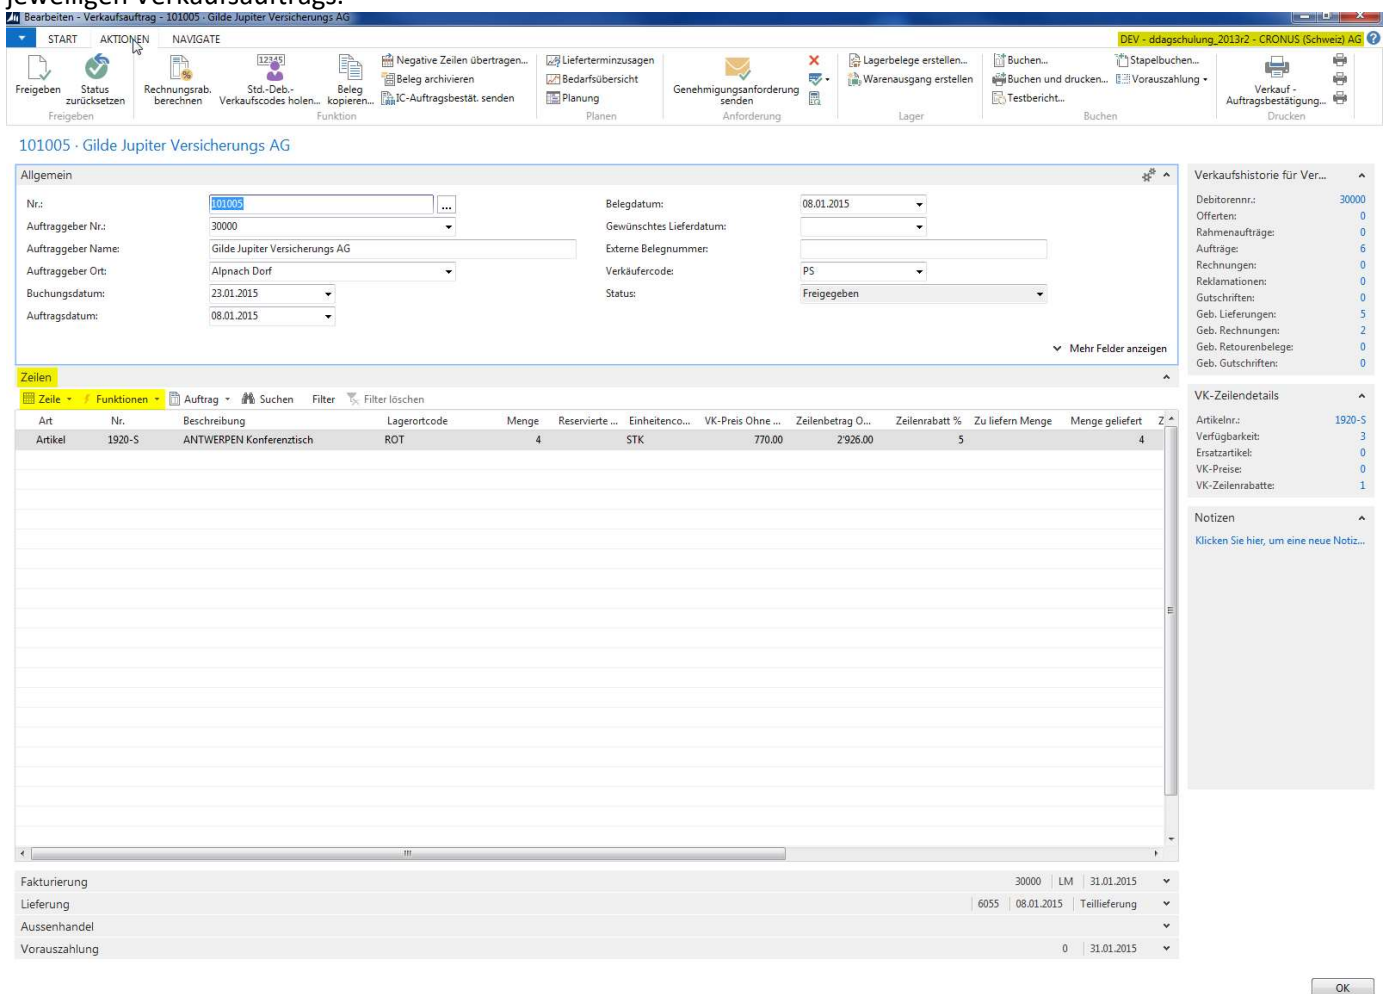 jeweiligen Verkaufsauftrags.
Bearbeiten - Verkaufsauftrag - 101005 · Gilde Jupiter Versicherungs AG
START AKTIONEN NAVIGATE DEV - ddagschulung_2013r2 - CRONUS (Schweiz) AG
Freigeben
Status zurücksetzen
Freigeben
Rechnungsrab. berechnen
12345
Std.-Deb.-Verkaufscodes holen...
Beleg kopieren...
Negative Zeilen übertragen...
Beleg archivieren
IC-Auftragsbestät. senden
Funktion
Lieferterminzusagen
Bedarfsübersicht
Planung
Planen
Genehmigungsanforderung senden
Anforderung
Lagerbelege erstellen...
Warenausgang erstellen
Lager
Buchen...
Buchen und drucken...
Testbericht...
Stapelbuchen...
Vorauszahlung
Buchen
Verkauf - Auftragsbestätigung...
Drucken
101005 · Gilde Jupiter Versicherungs AG
Allgemein
Nr.: 101005 ...
Auftraggeber Nr.: 30000
Auftraggeber Name: Gilde Jupiter Versicherungs AG
Auftraggeber Ort: Alpnach Dorf
Buchungsdatum: 23.01.2015
Auftragsdatum: 08.01.2015
Belegdatum: 08.01.2015
Gewünschtes Lieferdatum:
Externe Belegnummer:
Verkäufercode: PS
Status: Freigegeben
Mehr Felder anzeigen
Zeilen
Zeile Funktionen Auftrag Suchen Filter Filter löschen
Art Nr. Beschreibung Lagerortcode Menge Reservierte ... Einheitenco... VK-Preis Ohne ... Zeilenbetrag O... Zeilenrabatt % Zu liefern Menge Menge geliefert Z
Artikel 1920-S ANTWERPEN Konferenztisch ROT 4 STK 770.00 2'926.00 5 4
Fakturierung 30000 LM 31.01.2015
Lieferung 6055 08.01.2015 Teillieferung
Aussenhandel
Vorauszahlung 0 31.01.2015
Verkaufshistorie für Ver...
Debitorennr.: 30000
Offerten: 0
Rahmenaufträge: 0
Aufträge: 6
Rechnungen: 0
Reklamationen: 0
Gutschriften: 0
Geb. Lieferungen: 5
Geb. Rechnungen: 2
Geb. Retourenbelege: 0
Geb. Gutschriften: 0
VK-Zeilendetails
Artikelnr.: 1920-S
Verfügbarkeit: 3
Ersatzartikel: 0
VK-Preise: 0
VK-Zeilenrabatte: 1
Notizen
Klicken Sie hier, um eine neue Notiz...
OK